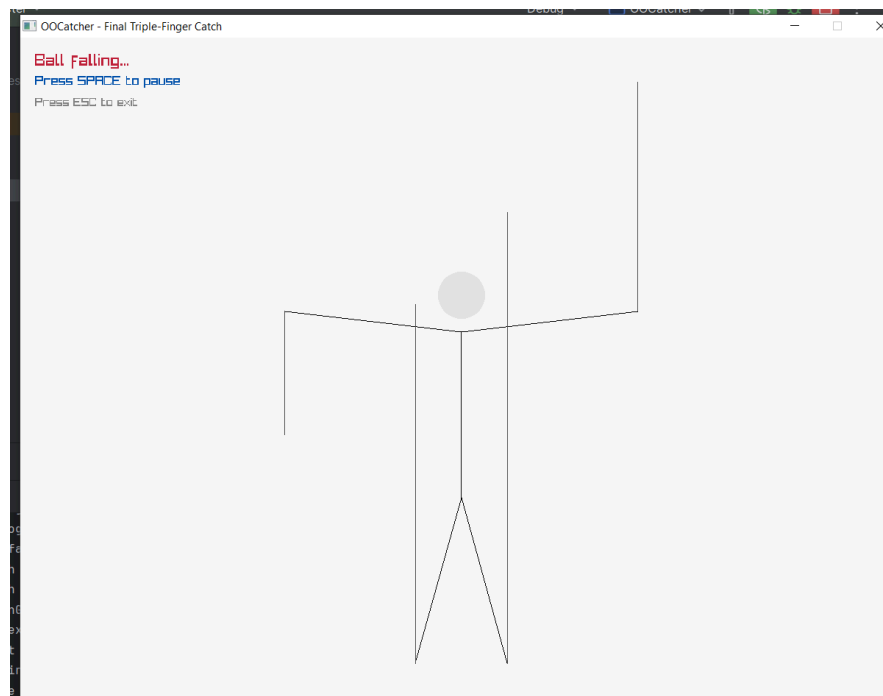 Debug
OOCatcher
OOCatcher - Final Triple-Finger Catch
Ball Falling...
Press SPACE to pause
Press ESC to exit